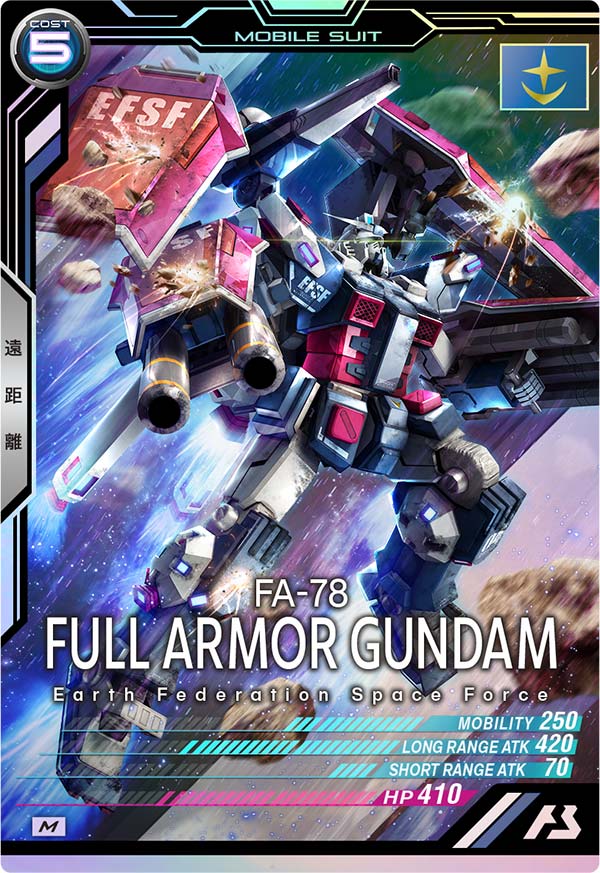 COST
5
MOBILE SUIT
EFSF
EFSF
EFSF
遠距離
FA-78
FULL ARMOR GUNDAM
Earth Federation Space Force
MOBILITY 250
LONG RANGE ATK 420
SHORT RANGE ATK 70
HP 410
M